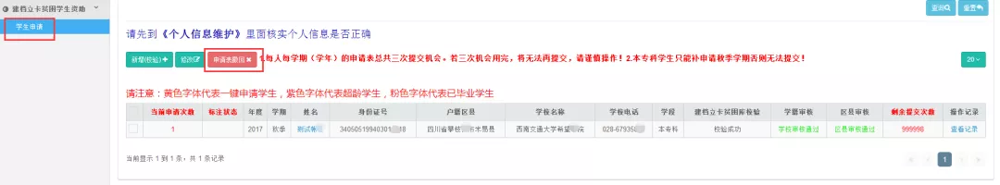 建档立卡贫困学生资助
查询
重置
学生申请
请先到《个人信息维护》里面核实个人信息是否正确
新增(校验)
修改
申请表撤回
1.每人每学期（学年）的申请表总共三次提交机会。若三次机会用完，将无法再提交，请谨慎操作！2.本专科学生只能补申请秋季学期否则无法提交！
20
请注意：黄色字体代表一键申请学生，紫色字体代表超龄学生，粉色字体代表已毕业学生
当前申请次数 标注状态 年度 学期 姓名 身份证号 户籍区县 学校名称 学校电话 学段 建档立卡贫困库校验 学籍审核 区县审核 剩余提交次数 操作记录
1 2017 秋季 测试 34050519940301 18 四川省攀枝 市米易县 西南交通大学希望 院 028-67935 本专科 校验成功 学校审核通过 区县审核通过 999998 查看记录
当前显示 1 到 1 条，共 1 条记录
1